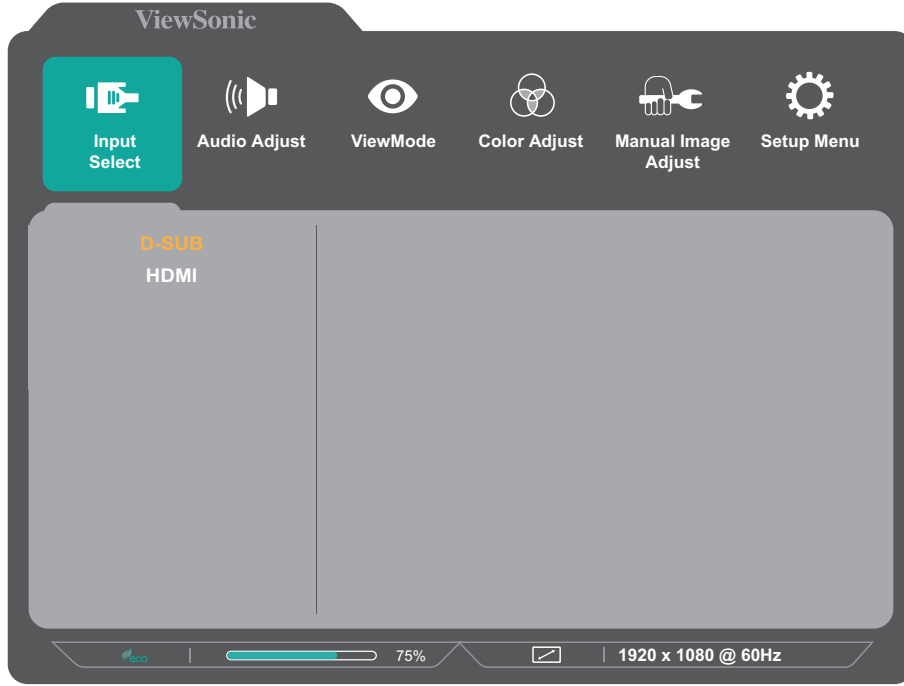 ViewSonic
Input
Select
Audio Adjust
ViewMode
Color Adjust
Manual Image
Adjust
Setup Menu
D-SUB
HDMI
eco
75%
1920 x 1080 @ 60Hz